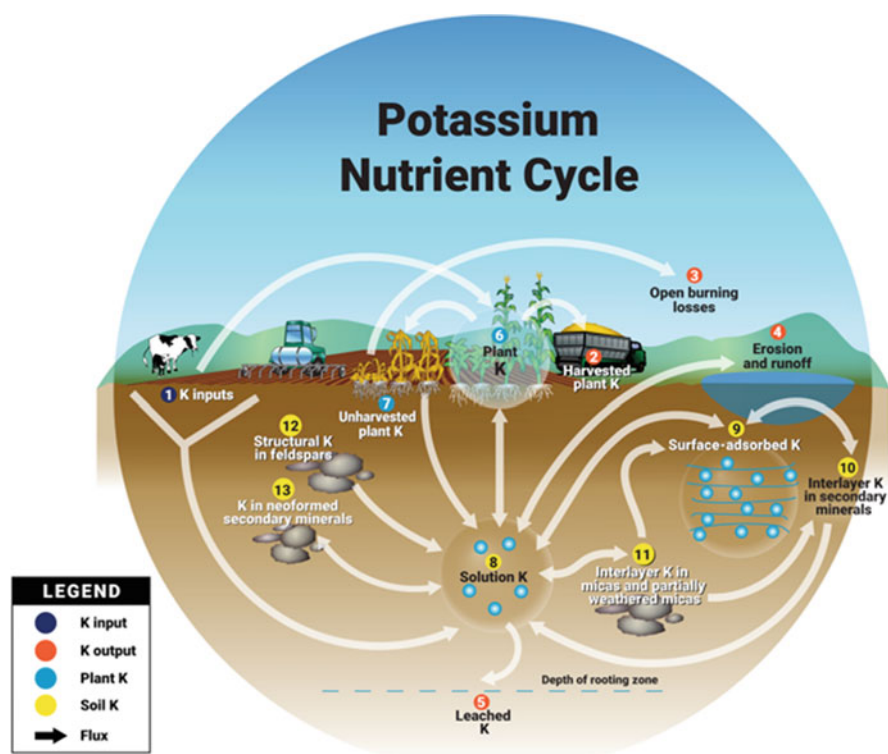 Potassium
Nutrient Cycle
3
Open burning
losses
4
Erosion
and runoff
6
Plant
K
2
Harvested
plant K
1 K inputs
7
Unharvested
plant K
12
Structural K
in feldspars
13
K in neoformed
secondary minerals
9
Surface-adsorbed K
10
Interlayer K
in secondary
minerals
8
Solution K
11
Interlayer K in
micas and partially
weathered micas
Depth of rooting zone
5
Leached
K
LEGEND
K input
K output
Plant K
Soil K
Flux